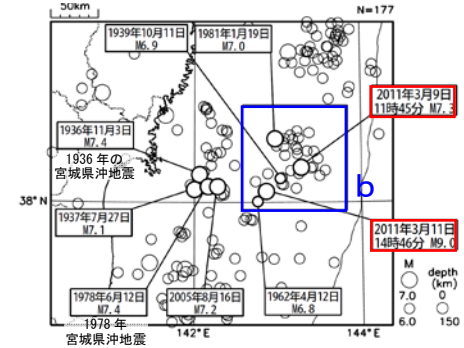 50km
N=177
1939年10月11日
M6.9
1981年1月19日
M7.0
2011年3月9日
11時45分 M7.3
1936年11月3日
M7.4
1936 年の
宮城県沖地震
b
38°N
1937年7月27日
M7.1
2011年3月11日
14時46分 M9.0
1978年6月12日
M7.4
2005年8月16日
M7.2
1962年4月12日
M6.8
M
depth
(km)
7.0 0
6.0 150
1978 年
宮城県沖地震
142°E
144°E